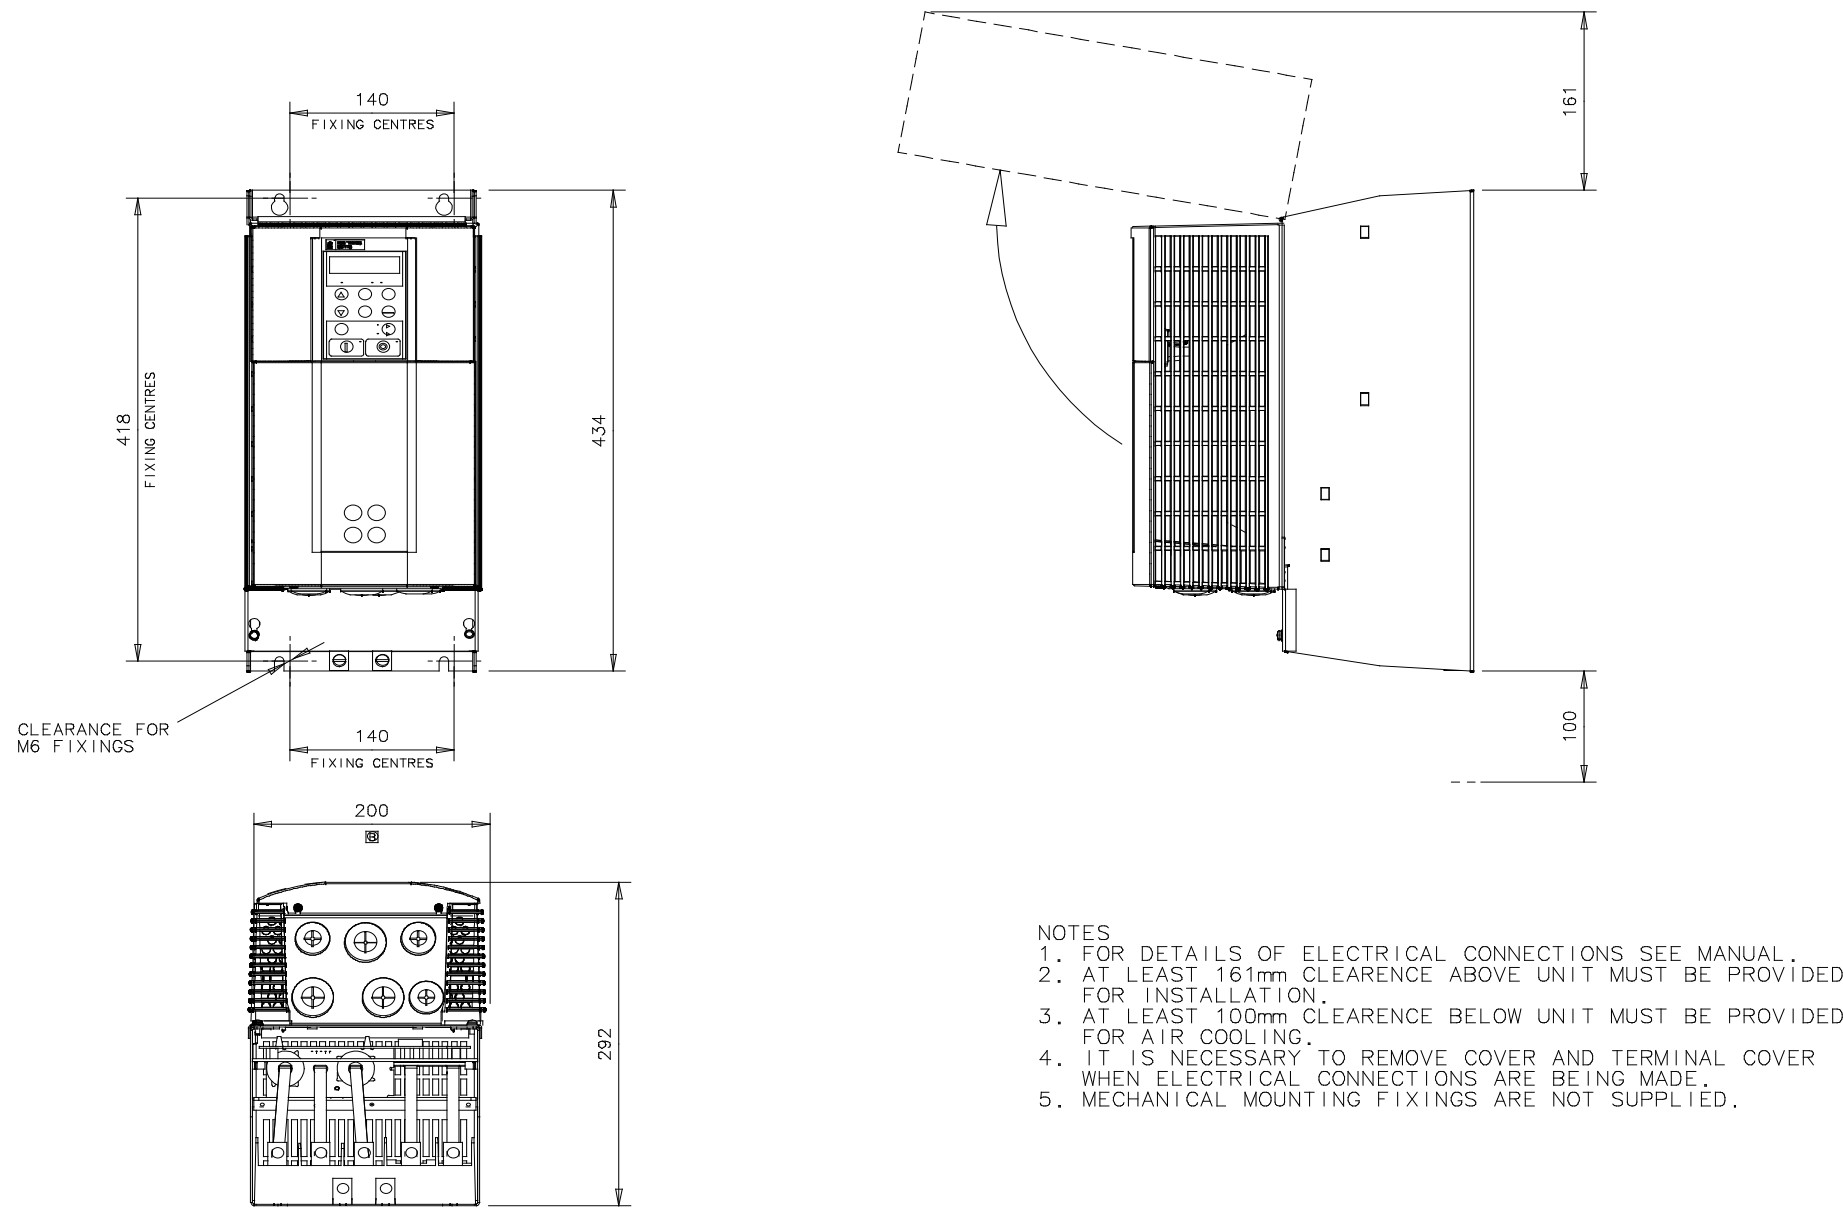 140
FIXING CENTRES
161
418
FIXING CENTRES
434
CLEARANCE FOR
M6 FIXINGS
140
FIXING CENTRES
100
200
B
292
NOTES
1. FOR DETAILS OF ELECTRICAL CONNECTIONS SEE MANUAL.
2. AT LEAST 161mm CLEARENCE ABOVE UNIT MUST BE PROVIDED
FOR INSTALLATION.
3. AT LEAST 100mm CLEARENCE BELOW UNIT MUST BE PROVIDED
FOR AIR COOLING.
4. IT IS NECESSARY TO REMOVE COVER AND TERMINAL COVER
WHEN ELECTRICAL CONNECTIONS ARE BEING MADE.
5. MECHANICAL MOUNTING FIXINGS ARE NOT SUPPLIED.